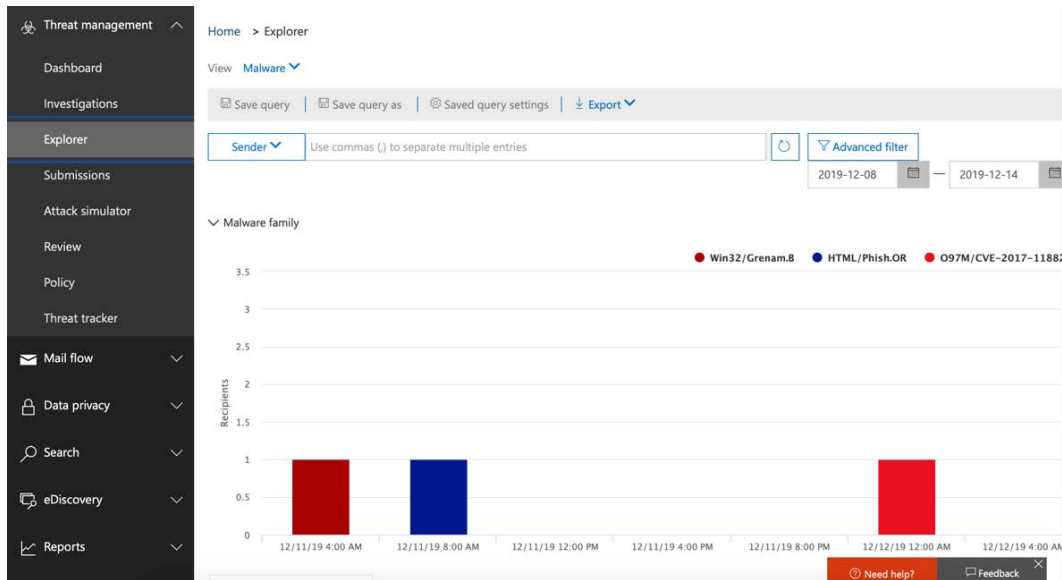 Threat management
Dashboard
Investigations
Explorer
Submissions
Attack simulator
Review
Policy
Threat tracker
Mail flow
Data privacy
Search
eDiscovery
Reports
Home > Explorer
View Malware
Save query | Save query as | Saved query settings | Export
Sender Use commas (,) to separate multiple entries Advanced filter
2019-12-08 — 2019-12-14
Malware family
Win32/Grenam.B HTML/Phish.OR O97M/CVE-2017-11882
Recipients
3.5
3
2.5
2
1.5
1
0.5
0
12/11/19 4:00 AM 12/11/19 8:00 AM 12/11/19 12:00 PM 12/11/19 4:00 PM 12/11/19 8:00 PM 12/12/19 12:00 AM 12/12/19 4:00 AM
Need help? Feedback